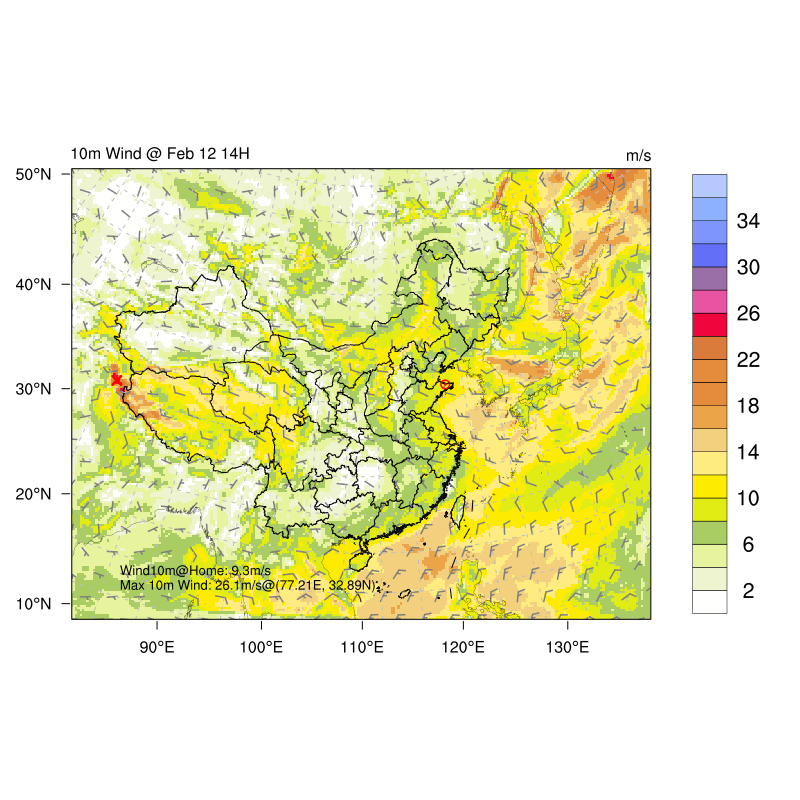 10m Wind @ Feb 12 14H
m/s
50°N
40°N
30°N
20°N
10°N
90°E
100°E
110°E
120°E
130°E
34
30
26
22
18
14
10
6
2
Wind10m@Home: 9.3m/s
Max 10m Wind: 26.1m/s@(77.21E, 32.89N)